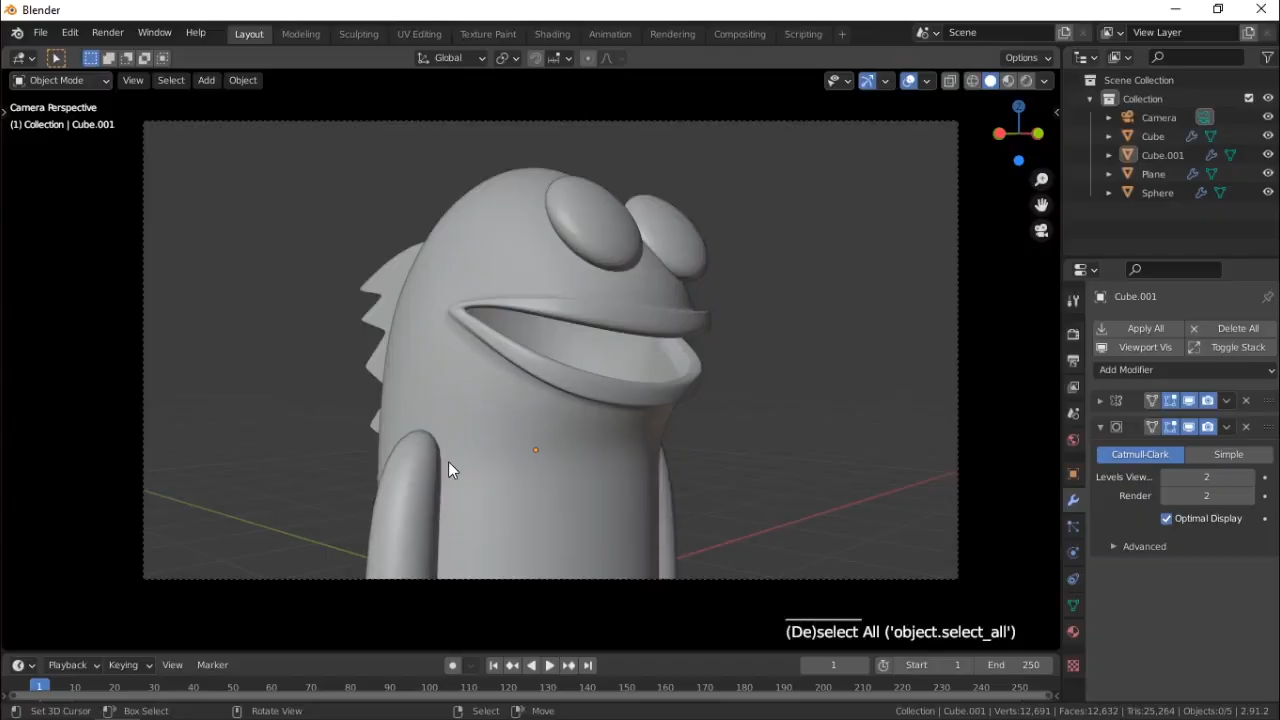 Blender
File Edit Render Window Help
Layout Modeling Sculpting UV Editing Texture Paint Shading Animation Rendering Compositing Scripting +
Scene
View Layer
Global
Options
Object Mode View Select Add Object
Camera Perspective
(1) Collection | Cube.001
Scene Collection
Collection
Camera
Cube
Cube.001
Plane
Sphere
Cube.001
Apply All Delete All
Viewport Vis Toggle Stack
Add Modifier
Catmull-Clark Simple
Levels View... 2
Render 2
Optimal Display
Advanced
(De)select All ('object.select_all')
Playback Keying View Marker
1 Start 1 End 250
1 10 20 30 40 50 60 70 80 90 100 110 120 130 140 150 160 170 180 190 200 210 220 230 240 250
Set 3D Cursor Box Select Rotate View Select Move
Collection | Cube.001 | Verts:12,691 | Faces:12,632 | Tris:25,264 | Objects:0/5 | 2.91.2